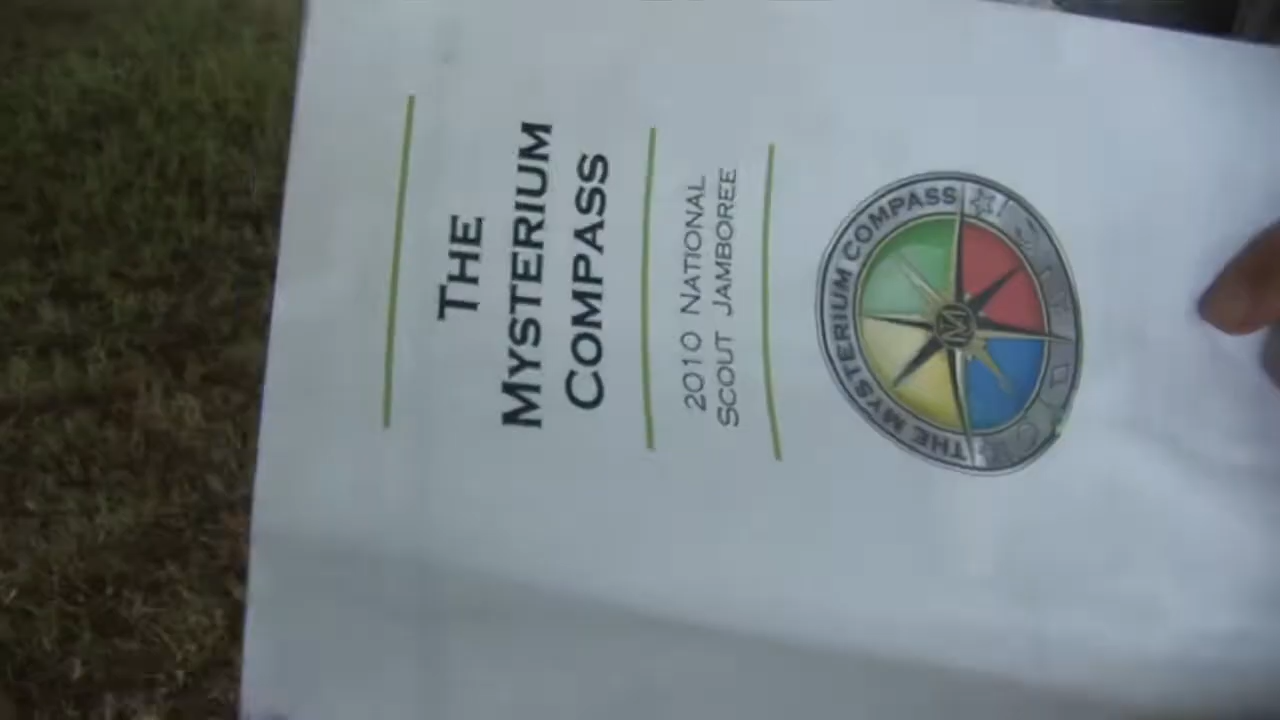 THE
MYSTERIUM
COMPASS
2010 NATIONAL
SCOUT JAMBOREE
THE MYSTERIUM COMPASS
M